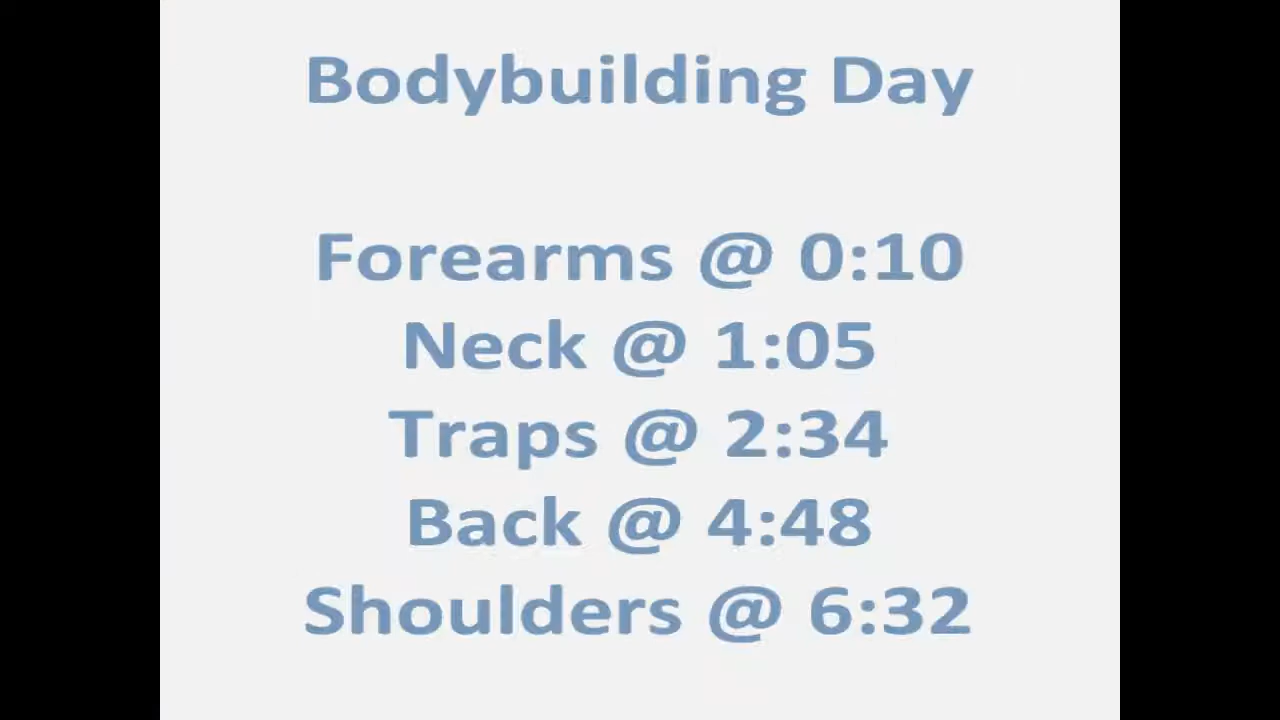 Bodybuilding Day
Forearms @ 0:10
Neck @ 1:05
Traps @ 2:34
Back @ 4:48
Shoulders @ 6:32